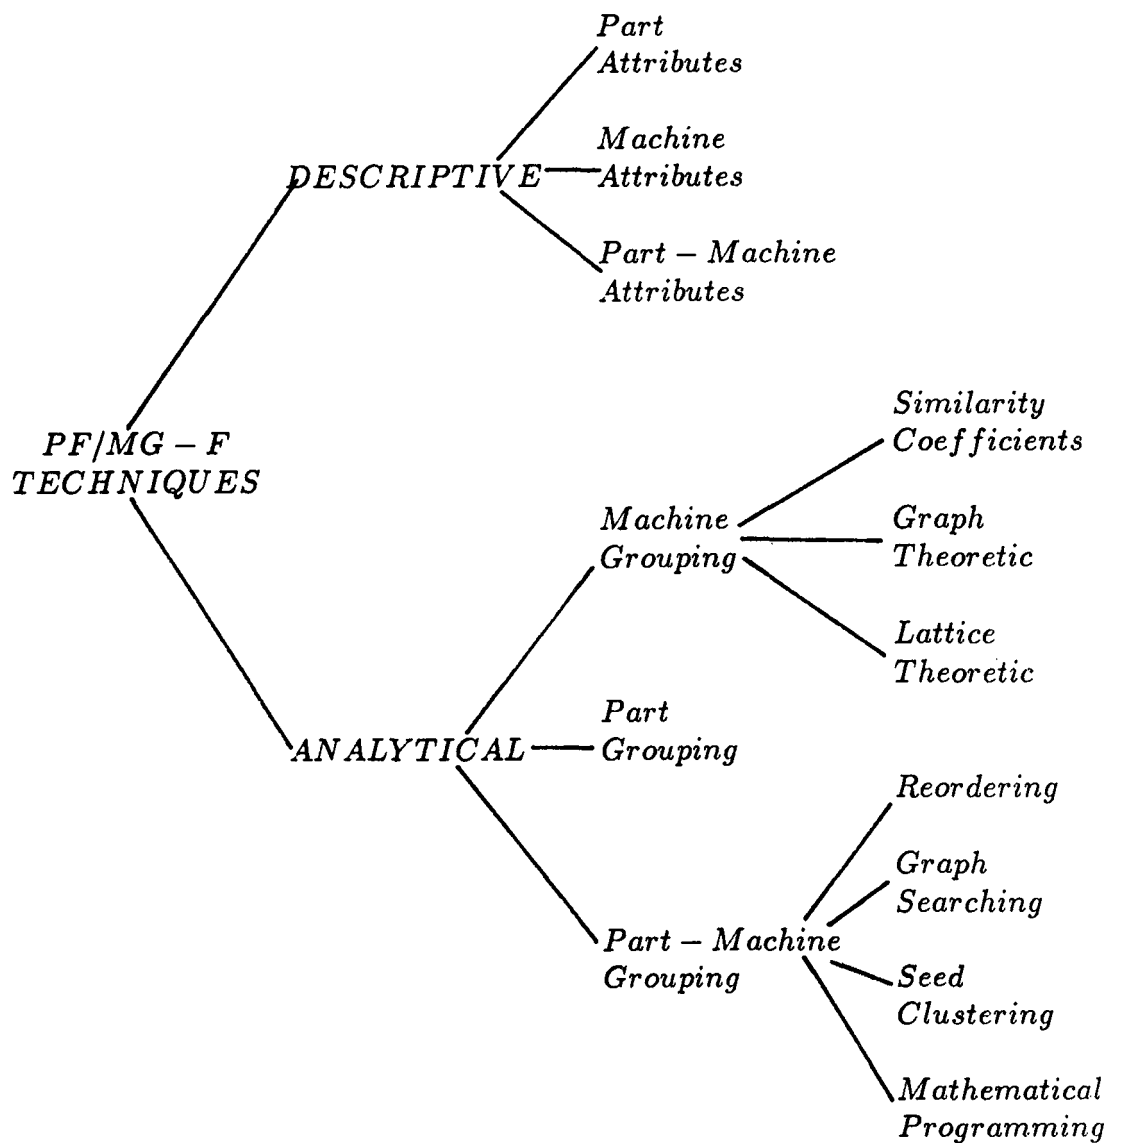 Part
Attributes
Machine
DESCRIPTIVE
Attributes
Part – Machine
Attributes
Similarity
Coefficients
PF/MG – F
TECHNIQUES
Machine
Grouping
Graph
Theoretic
Lattice
Theoretic
Part
Grouping
ANALYTICAL
Reordering
Graph
Searching
Part – Machine
Grouping
Seed
Clustering
Mathematical
Programming